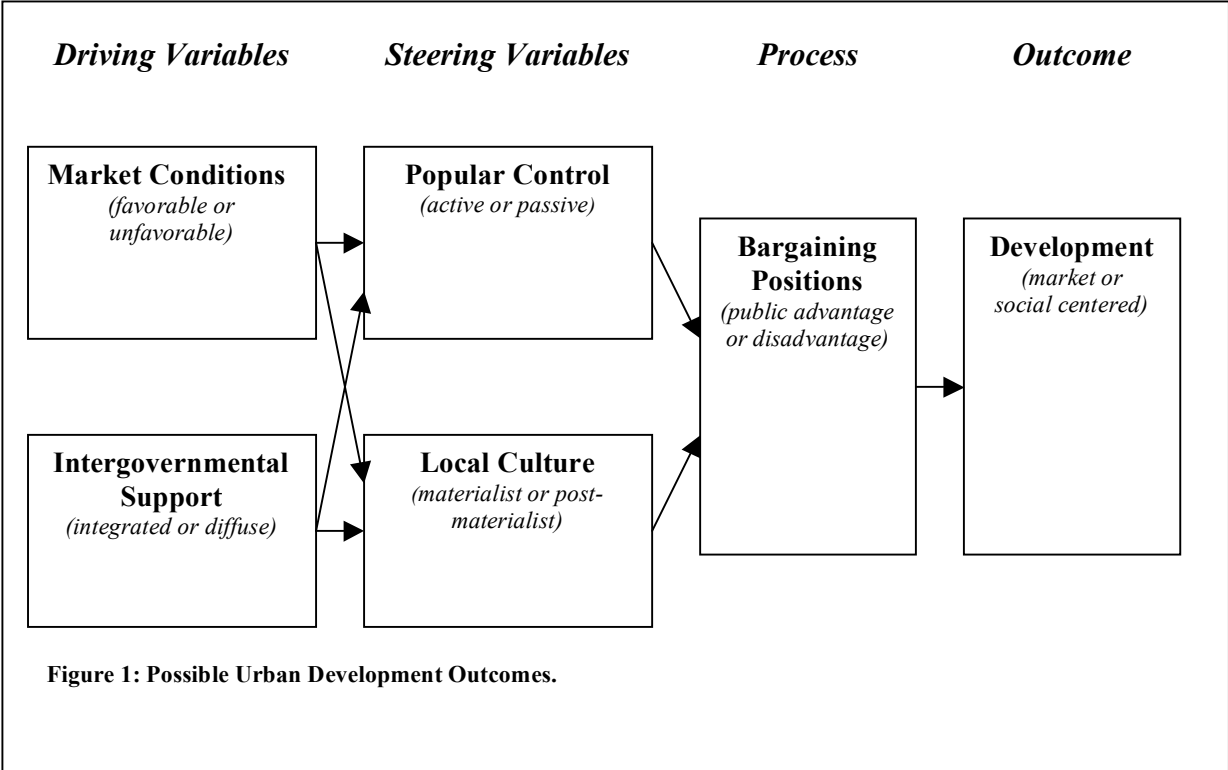 Driving Variables
Steering Variables
Process
Outcome
Market Conditions
(favorable or
unfavorable)
Popular Control
(active or passive)
Bargaining
Positions
(public advantage
or disadvantage)
Development
(market or
social centered)
Intergovernmental
Support
(integrated or diffuse)
Local Culture
(materialist or post-
materialist)
Figure 1: Possible Urban Development Outcomes.